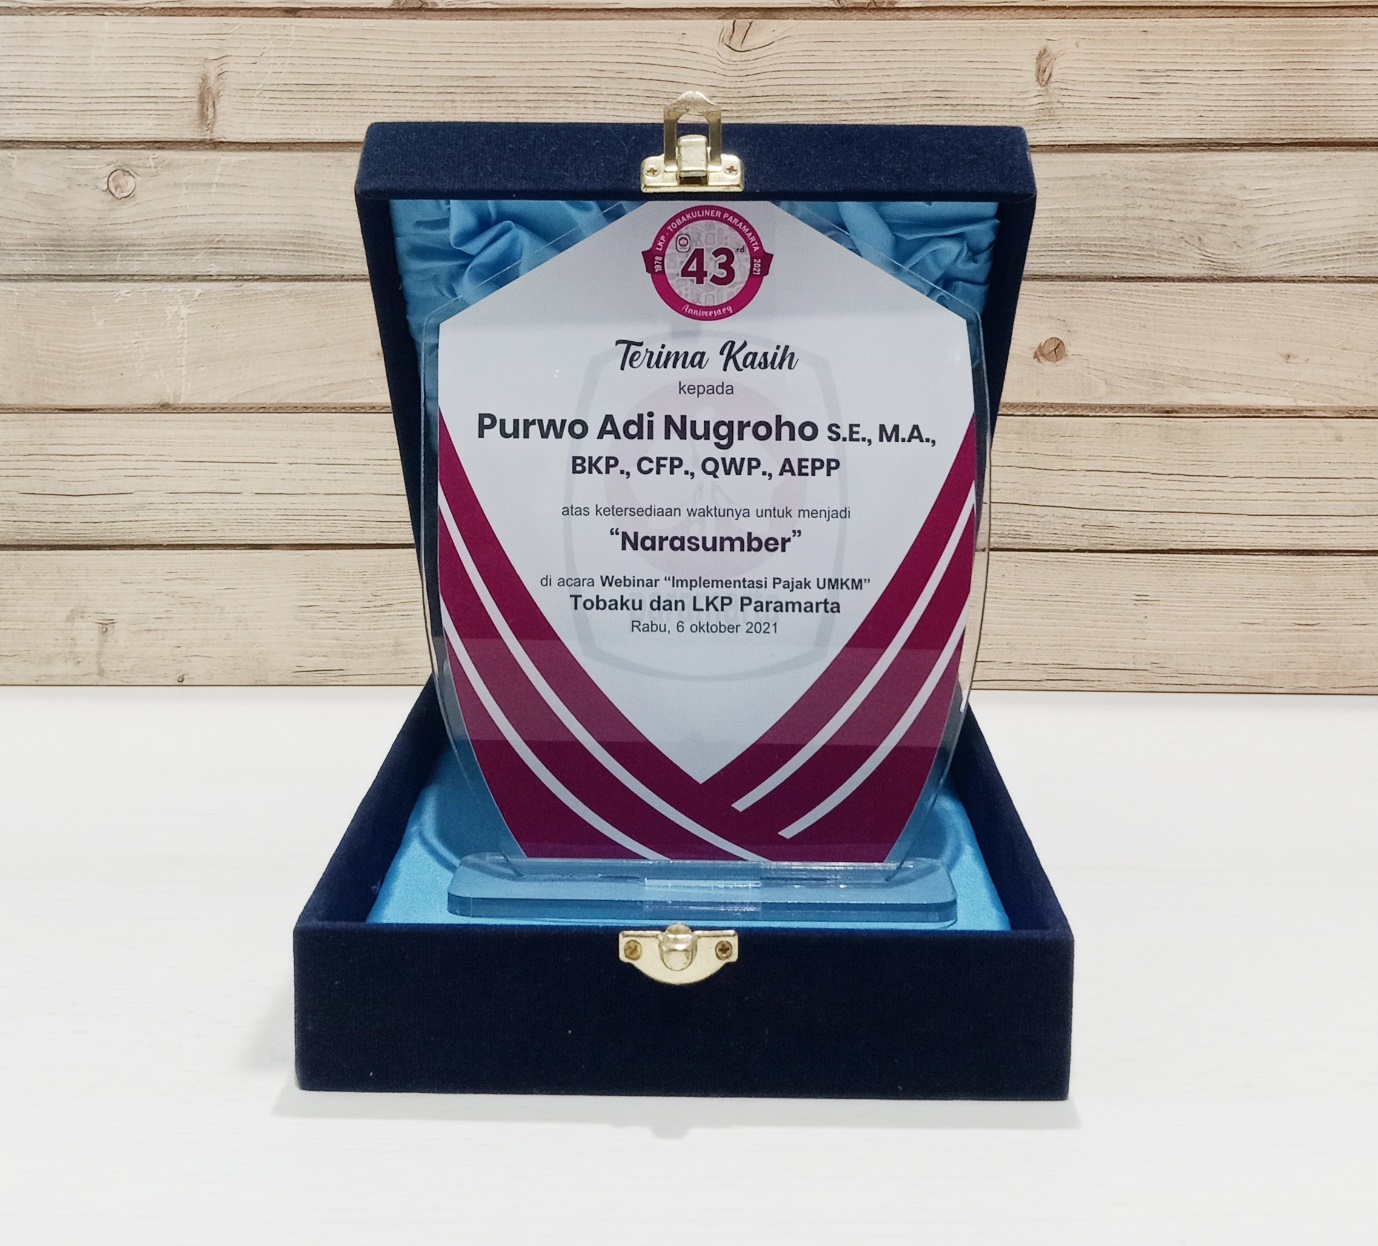 LKP - TOBAKULINER PARAMARTA
1978
43rd
2021
Anniversary
Terima Kasih
kepada
Purwo Adi Nugroho S.E., M.A.,
BKP., CFP., QWP., AEPP
atas ketersediaan waktunya untuk menjadi
“Narasumber”
di acara Webinar “Implementasi Pajak UMKM”
Tobaku dan LKP Paramarta
Rabu, 6 oktober 2021